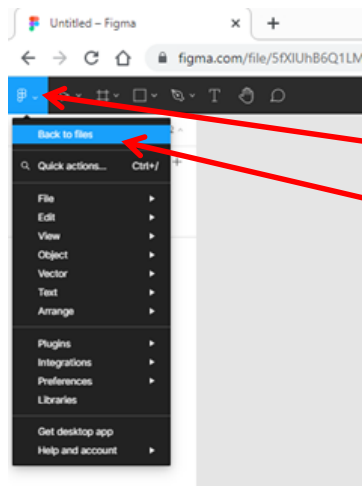 Untitled – Figma
figma.com/file/5fXIUhB6Q1LM
T
Back to files
Quick actions... Ctrl+/
File
Edit
View
Object
Vector
Text
Arrange
Plugins
Integrations
Preferences
Libraries
Get desktop app
Help and account